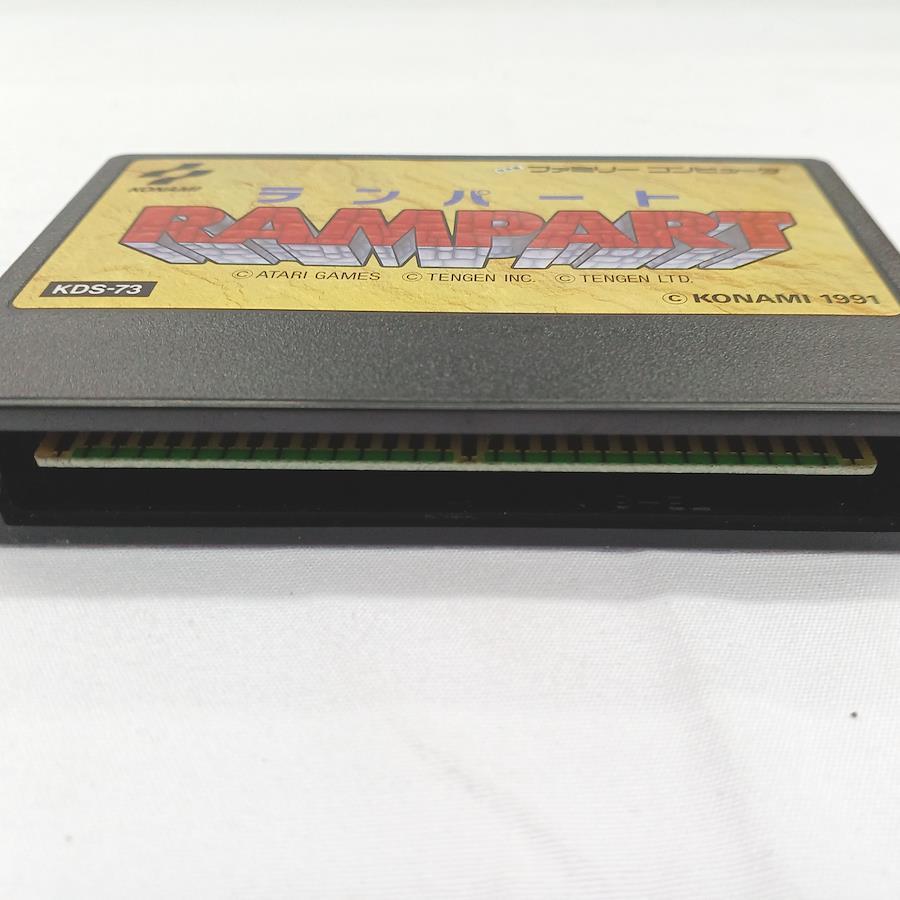 KONAMI
ファミリー コンピュータ
ランパート
RAMPART
© ATARI GAMES © TENGEN INC. © TENGEN LTD.
KDS-73
© KONAMI 1991